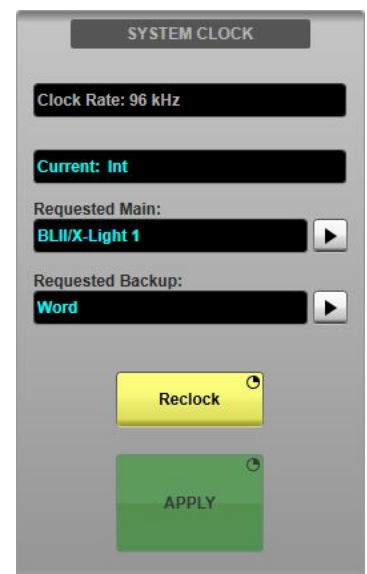 SYSTEM CLOCK
Clock Rate: 96 kHz
Current: Int
Requested Main:
BLII/X-Light 1
Requested Backup:
Word
Reclock
APPLY